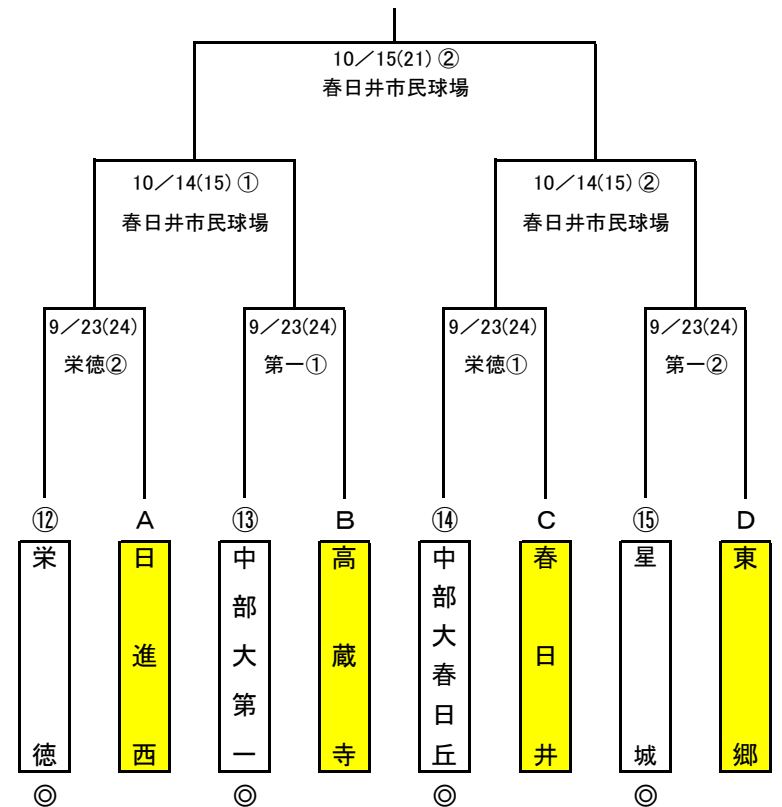 10／15(21)②
春日井市民球場
10／14(15)①
春日井市民球場
10／14(15)②
春日井市民球場
9／23(24)
栄徳②
9／23(24)
第一①
9／23(24)
栄徳①
9／23(24)
第一②
⑫
A
⑬
B
⑭
C
⑮
D
栄徳
日進西
中部大第一
高蔵寺
中部大春日丘
春日井
星城
東郷
◎
◎
◎
◎